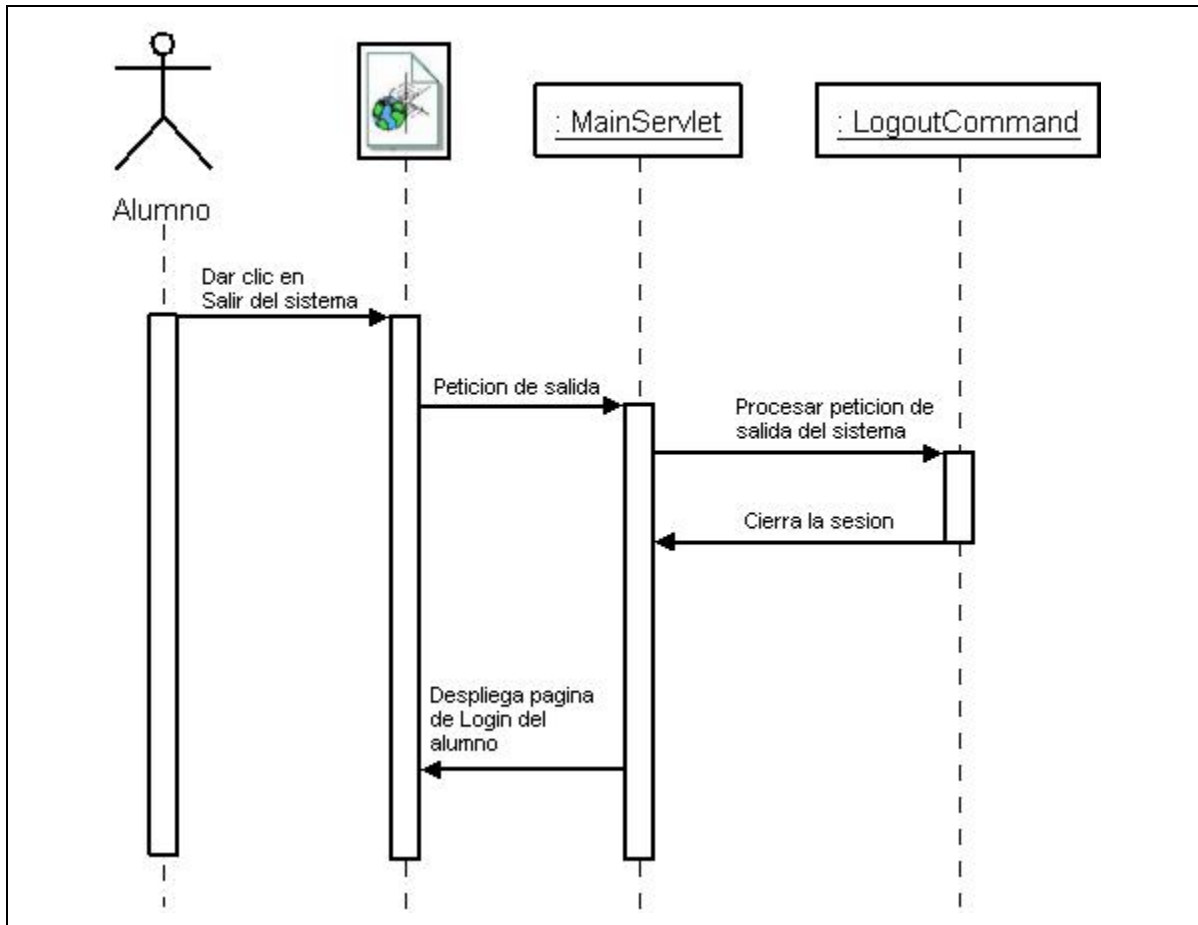 : MainServlet
: LogoutCommand
Alumno
Dar clic en
Salir del sistema
Peticion de salida
Procesar peticion de
salida del sistema
Cierra la sesion
Despliega pagina
de Login del
alumno